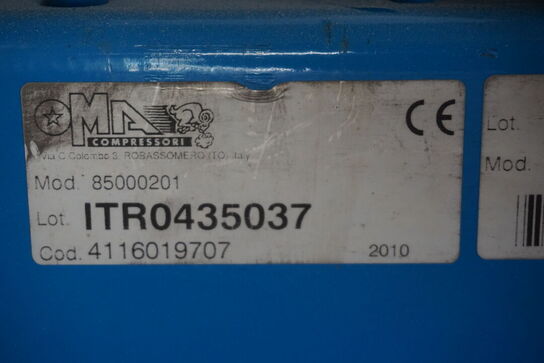 OMA
COMPRESSORI
Via C. Colombo 3, ROBASSOMERO (TO) Italy
CE
Mod. 85000201
Lot. ITR0435037
Cod. 4116019707 2010
Lot.
Mod.